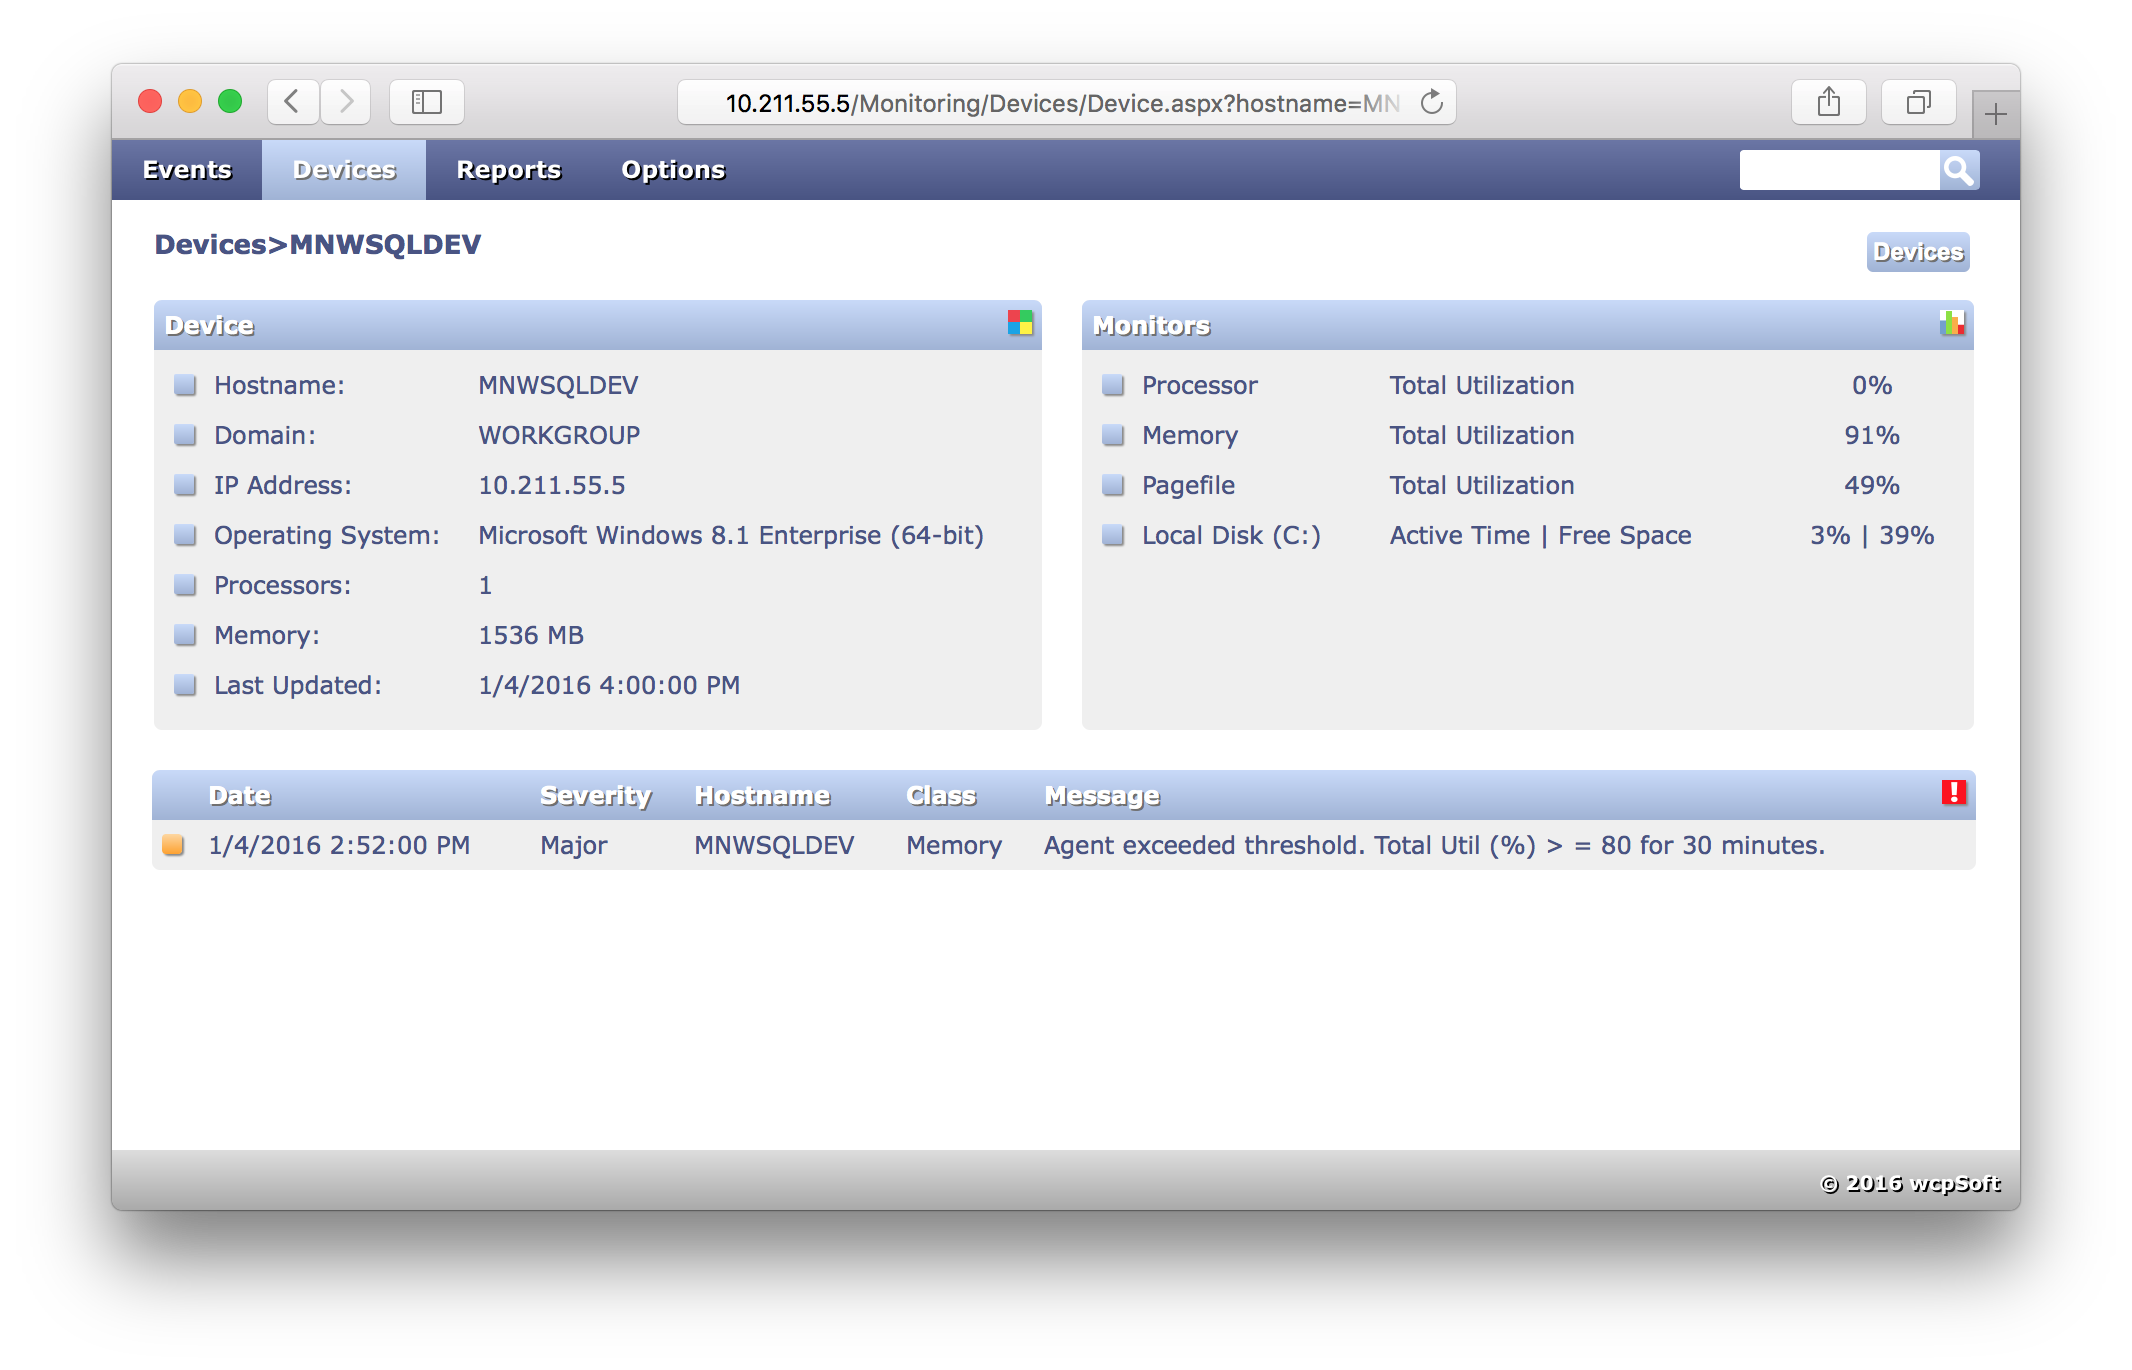 10.211.55.5/Monitoring/Devices/Device.aspx?hostname=MN
Events Devices Reports Options
Devices>MNWSQLDEV
Devices
Device
Hostname: MNWSQLDEV
Domain: WORKGROUP
IP Address: 10.211.55.5
Operating System: Microsoft Windows 8.1 Enterprise (64-bit)
Processors: 1
Memory: 1536 MB
Last Updated: 1/4/2016 4:00:00 PM
Monitors
Processor Total Utilization 0%
Memory Total Utilization 91%
Pagefile Total Utilization 49%
Local Disk (C:) Active Time | Free Space 3% | 39%
Date Severity Hostname Class Message
1/4/2016 2:52:00 PM Major MNWSQLDEV Memory Agent exceeded threshold. Total Util (%) > = 80 for 30 minutes.
© 2016 wcpSoft